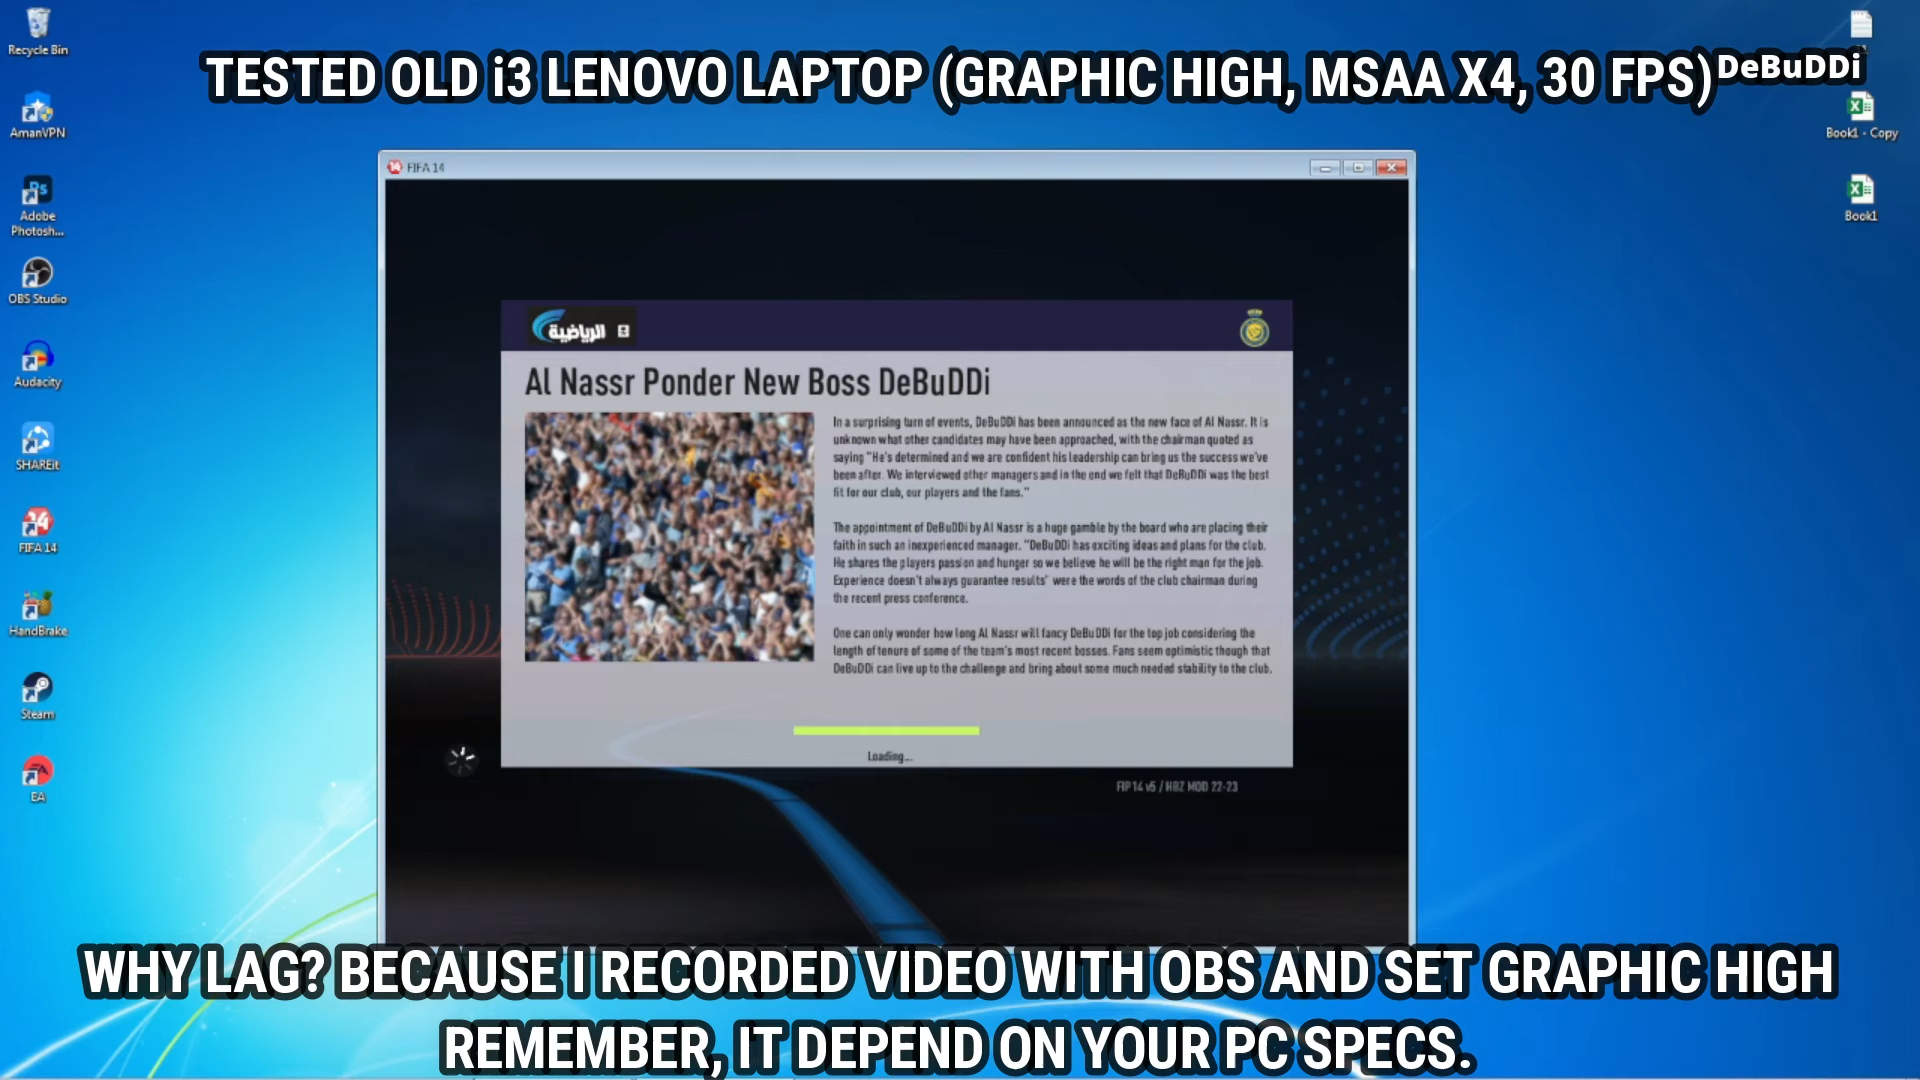 TESTED OLD i3 LENOVO LAPTOP (GRAPHIC HIGH, MSAA X4, 30 FPS)
DeBuDDi
Recycle Bin
AmanVPN
Adobe
Photosh...
OBS Studio
Audacity
SHAREit
FIFA 14
HandBrake
Steam
EA
Book1 - Copy
Book1
FIFA 14
الرياضية
Al Nassr Ponder New Boss DeBuDDi
In a surprising turn of events, DeBuDDi has been announced as the new face of Al Nassr. It is
unknown what other candidates may have been approached, with the chairman quoted as
saying "He's determined and we are confident his leadership can bring us the success we've
been after. We interviewed other managers and in the end we felt that DeBuDDi was the best
fit for our club, our players and the fans."
The appointment of DeBuDDi by Al Nassr is a huge gamble by the board who are placing their
faith in such an inexperienced manager. "DeBuDDi has exciting ideas and plans for the club.
He shares the players passion and hunger so we believe he will be the right man for the job.
Experience doesn't always guarantee results" were the words of the club chairman during
the recent press conference.
One can only wonder how long Al Nassr will fancy DeBuDDi for the top job considering the
length of tenure of some of the team's most recent bosses. Fans seem optimistic though that
DeBuDDi can live up to the challenge and bring about some much needed stability to the club.
Loading...
FIP14 v5 / HBZ MOD 22-23
WHY LAG? BECAUSE I RECORDED VIDEO WITH OBS AND SET GRAPHIC HIGH
REMEMBER, IT DEPEND ON YOUR PC SPECS.